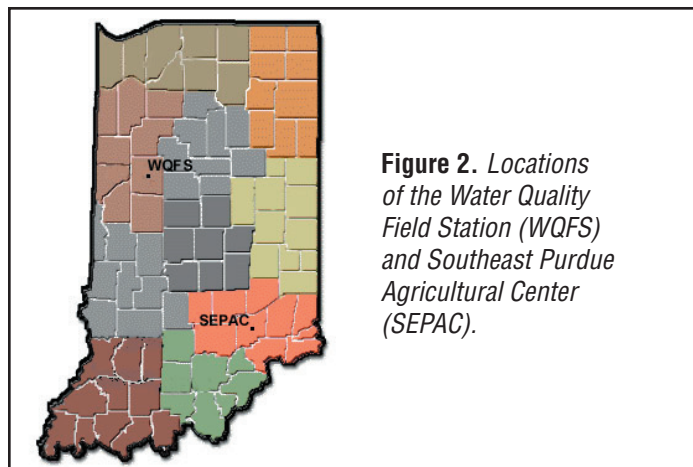 WQFS
SEPAC
Figure 2. Locations
of the Water Quality
Field Station (WQFS)
and Southeast Purdue
Agricultural Center
(SEPAC).